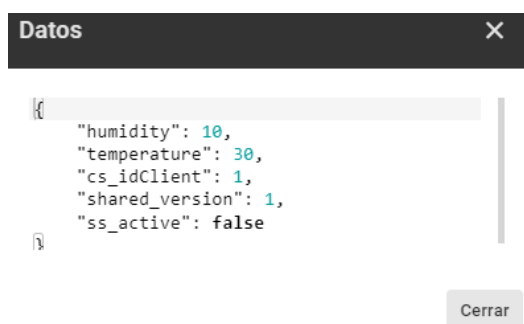 Datos
{
"humidity": 10,
"temperature": 30,
"cs_idClient": 1,
"shared_version": 1,
"ss_active": false
}
Cerrar